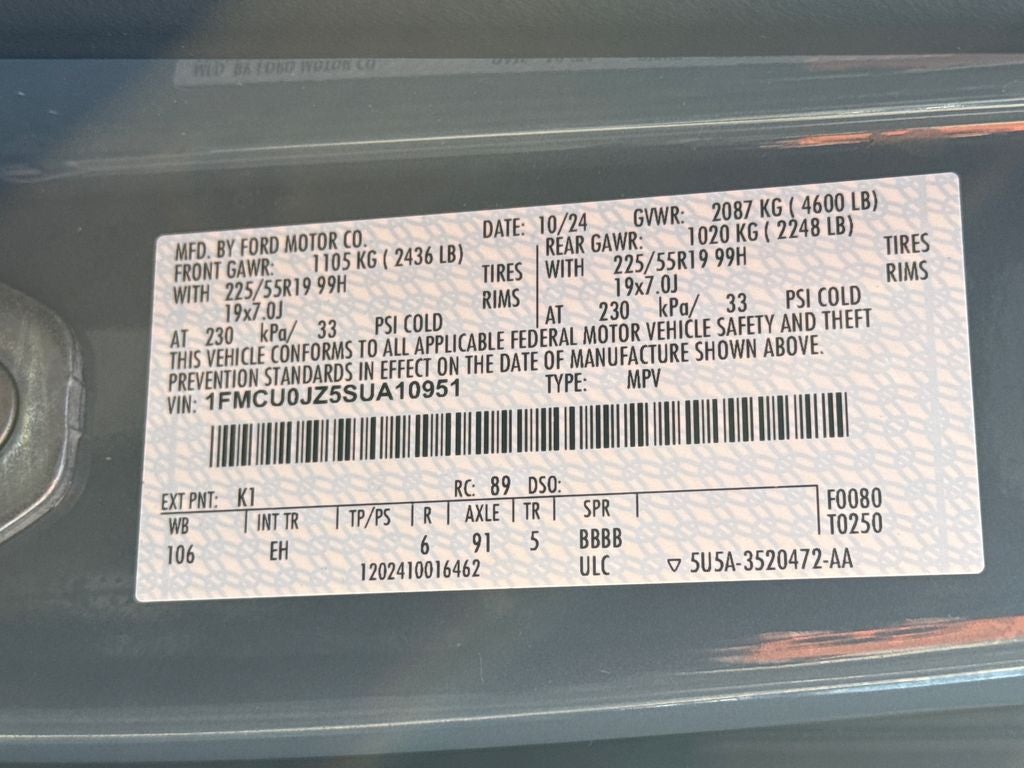 MFD. BY FORD MOTOR CO.
MFD. BY FORD MOTOR CO. DATE: 10/24 GVWR: 2087 KG ( 4600 LB)
FRONT GAWR: 1105 KG ( 2436 LB) REAR GAWR: 1020 KG ( 2248 LB)
WITH 225/55R19 99H TIRES WITH 225/55R19 99H TIRES
19x7.0J RIMS 19x7.0J RIMS
AT 230 kPa/ 33 PSI COLD AT 230 kPa/ 33 PSI COLD
THIS VEHICLE CONFORMS TO ALL APPLICABLE FEDERAL MOTOR VEHICLE SAFETY AND THEFT
PREVENTION STANDARDS IN EFFECT ON THE DATE OF MANUFACTURE SHOWN ABOVE.
VIN: 1FMCU0JZ5SUA10951 TYPE: MPV
EXT PNT: K1 RC: 89 DSO:
WB INT TR TP/PS R AXLE TR SPR F0080
106 EH 6 91 5 BBBB T0250
1202410016462 ULC ▽ 5U5A-3520472-AA